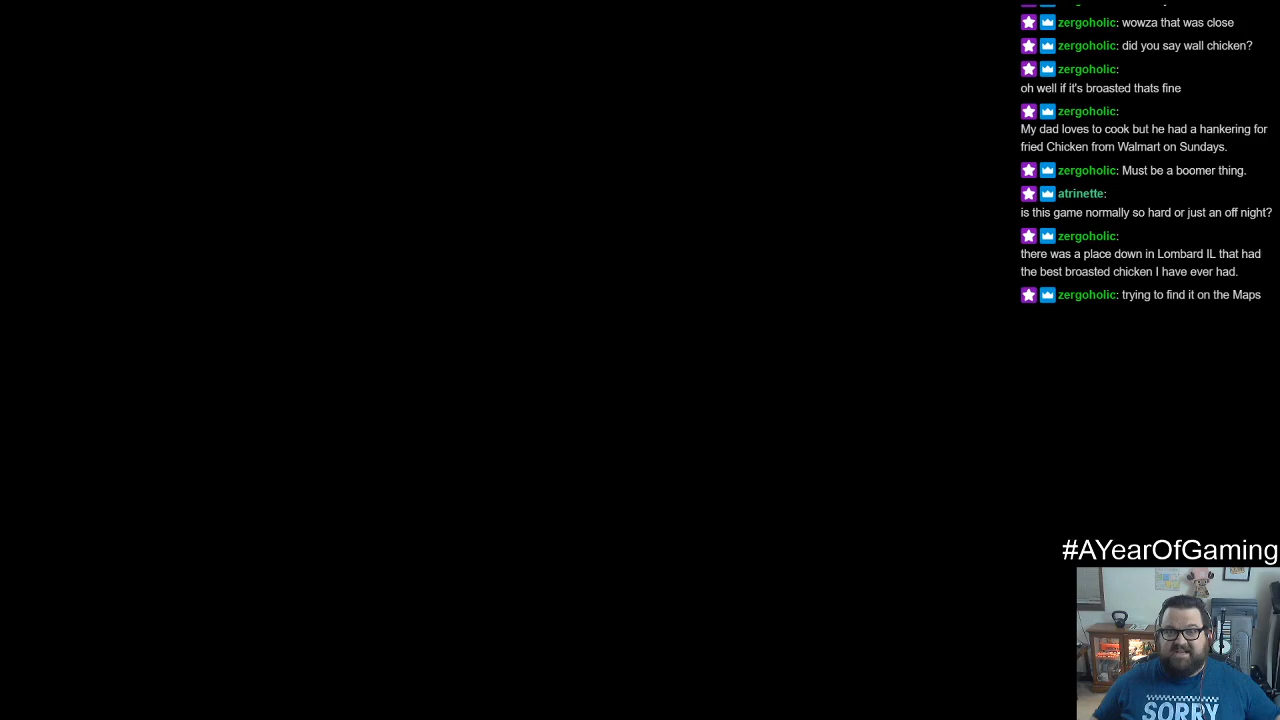 zergoholic: wowza that was close
zergoholic: did you say wall chicken?
zergoholic:
oh well if it's broasted thats fine
zergoholic:
My dad loves to cook but he had a hankering for
fried Chicken from Walmart on Sundays.
zergoholic: Must be a boomer thing.
atrinette:
is this game normally so hard or just an off night?
zergoholic:
there was a place down in Lombard IL that had
the best broasted chicken I have ever had.
zergoholic: trying to find it on the Maps
#AYearOfGaming
SORRY